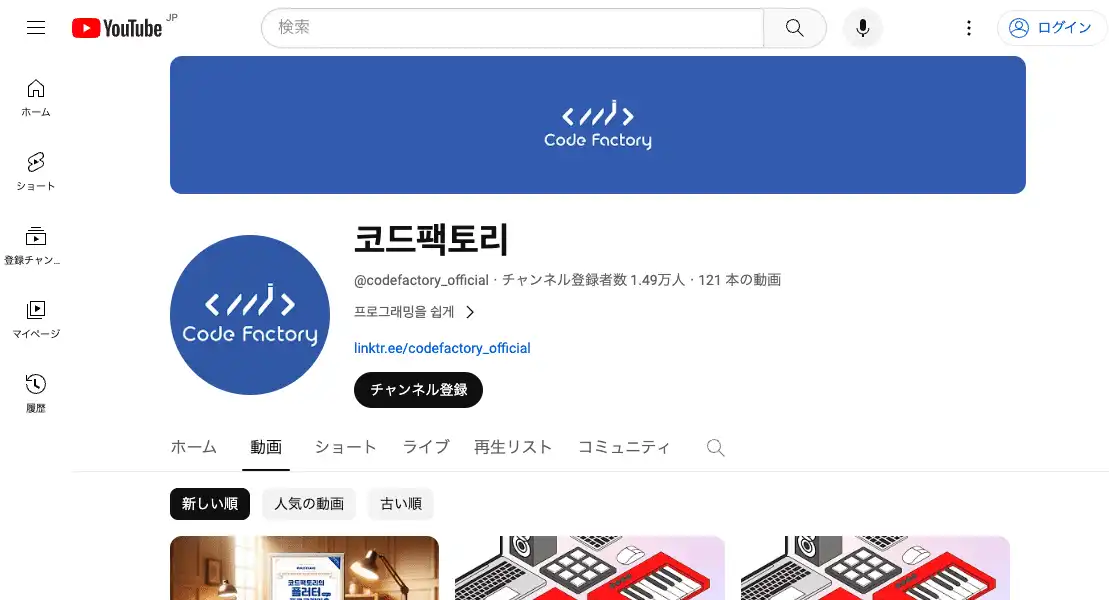 YouTube JP
検索
ログイン
ホーム
ショート
登録チャン...
マイページ
履歴
Code Factory
Code Factory
코드팩토리
@codefactory_official · チャンネル登録者数 1.49万人 · 121 本の動画
프로그래밍을 쉽게
linktr.ee/codefactory_official
チャンネル登録
ホーム 動画 ショート ライブ 再生リスト コミュニティ
新しい順 人気の動画 古い順
코드팩토리의
플러터